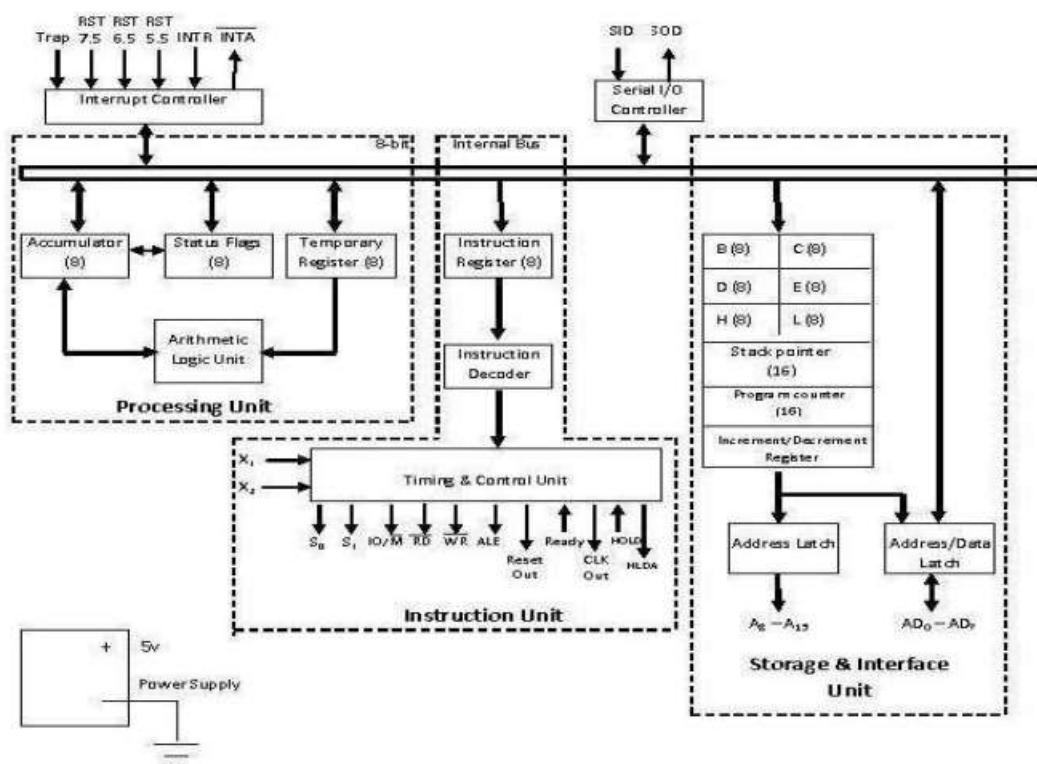 RST RST RST
Trap 7.5 6.5 5.5 INTR INTA
SID SOD
Interrupt Controller
Serial I/O
Controller
8-bit
Internal Bus
Accumulator
(8)
Status Flags
(8)
Temporary
Register (8)
Instruction
Register (8)
B (8) C (8)
D (8) E (8)
H (8) L (8)
Arithmetic
Logic Unit
Instruction
Decoder
Stack pointer
(16)
Program counter
(16)
Increment/Decrement
Register
Processing Unit
X₁
X₂
Timing & Control Unit
S₀ S₁ IO/M RD WR ALE
Reset
Out
Ready
CLK
Out
HOLD
HLDA
Instruction Unit
Address Latch
Address/Data
Latch
A₈ – A₁₅
AD₀ – AD₇
Storage & Interface
Unit
+ 5v
Power Supply